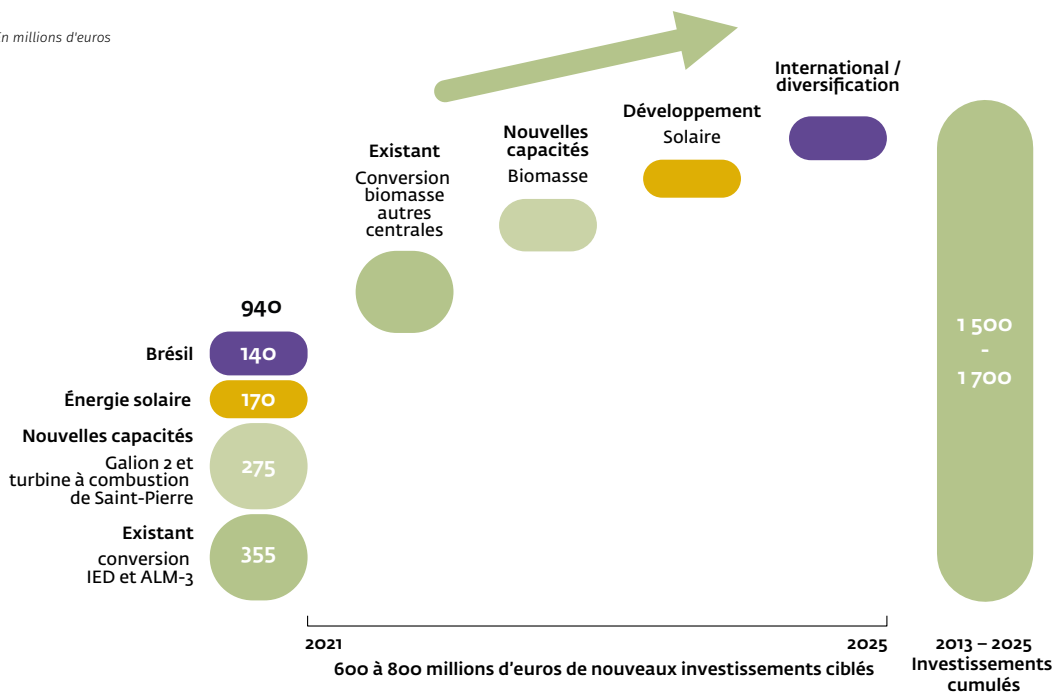 En millions d'euros
International /
diversification
Développement
Solaire
Nouvelles
capacités
Biomasse
Existant
Conversion
biomasse
autres
centrales
940
Brésil
140
Énergie solaire
170
Nouvelles capacités
Galion 2 et
turbine à combustion
de Saint-Pierre
275
Existant
conversion
IED et ALM-3
355
1 500
-
1 700
2021
2025
600 à 800 millions d'euros de nouveaux investissements ciblés
2013 – 2025
Investissements
cumulés